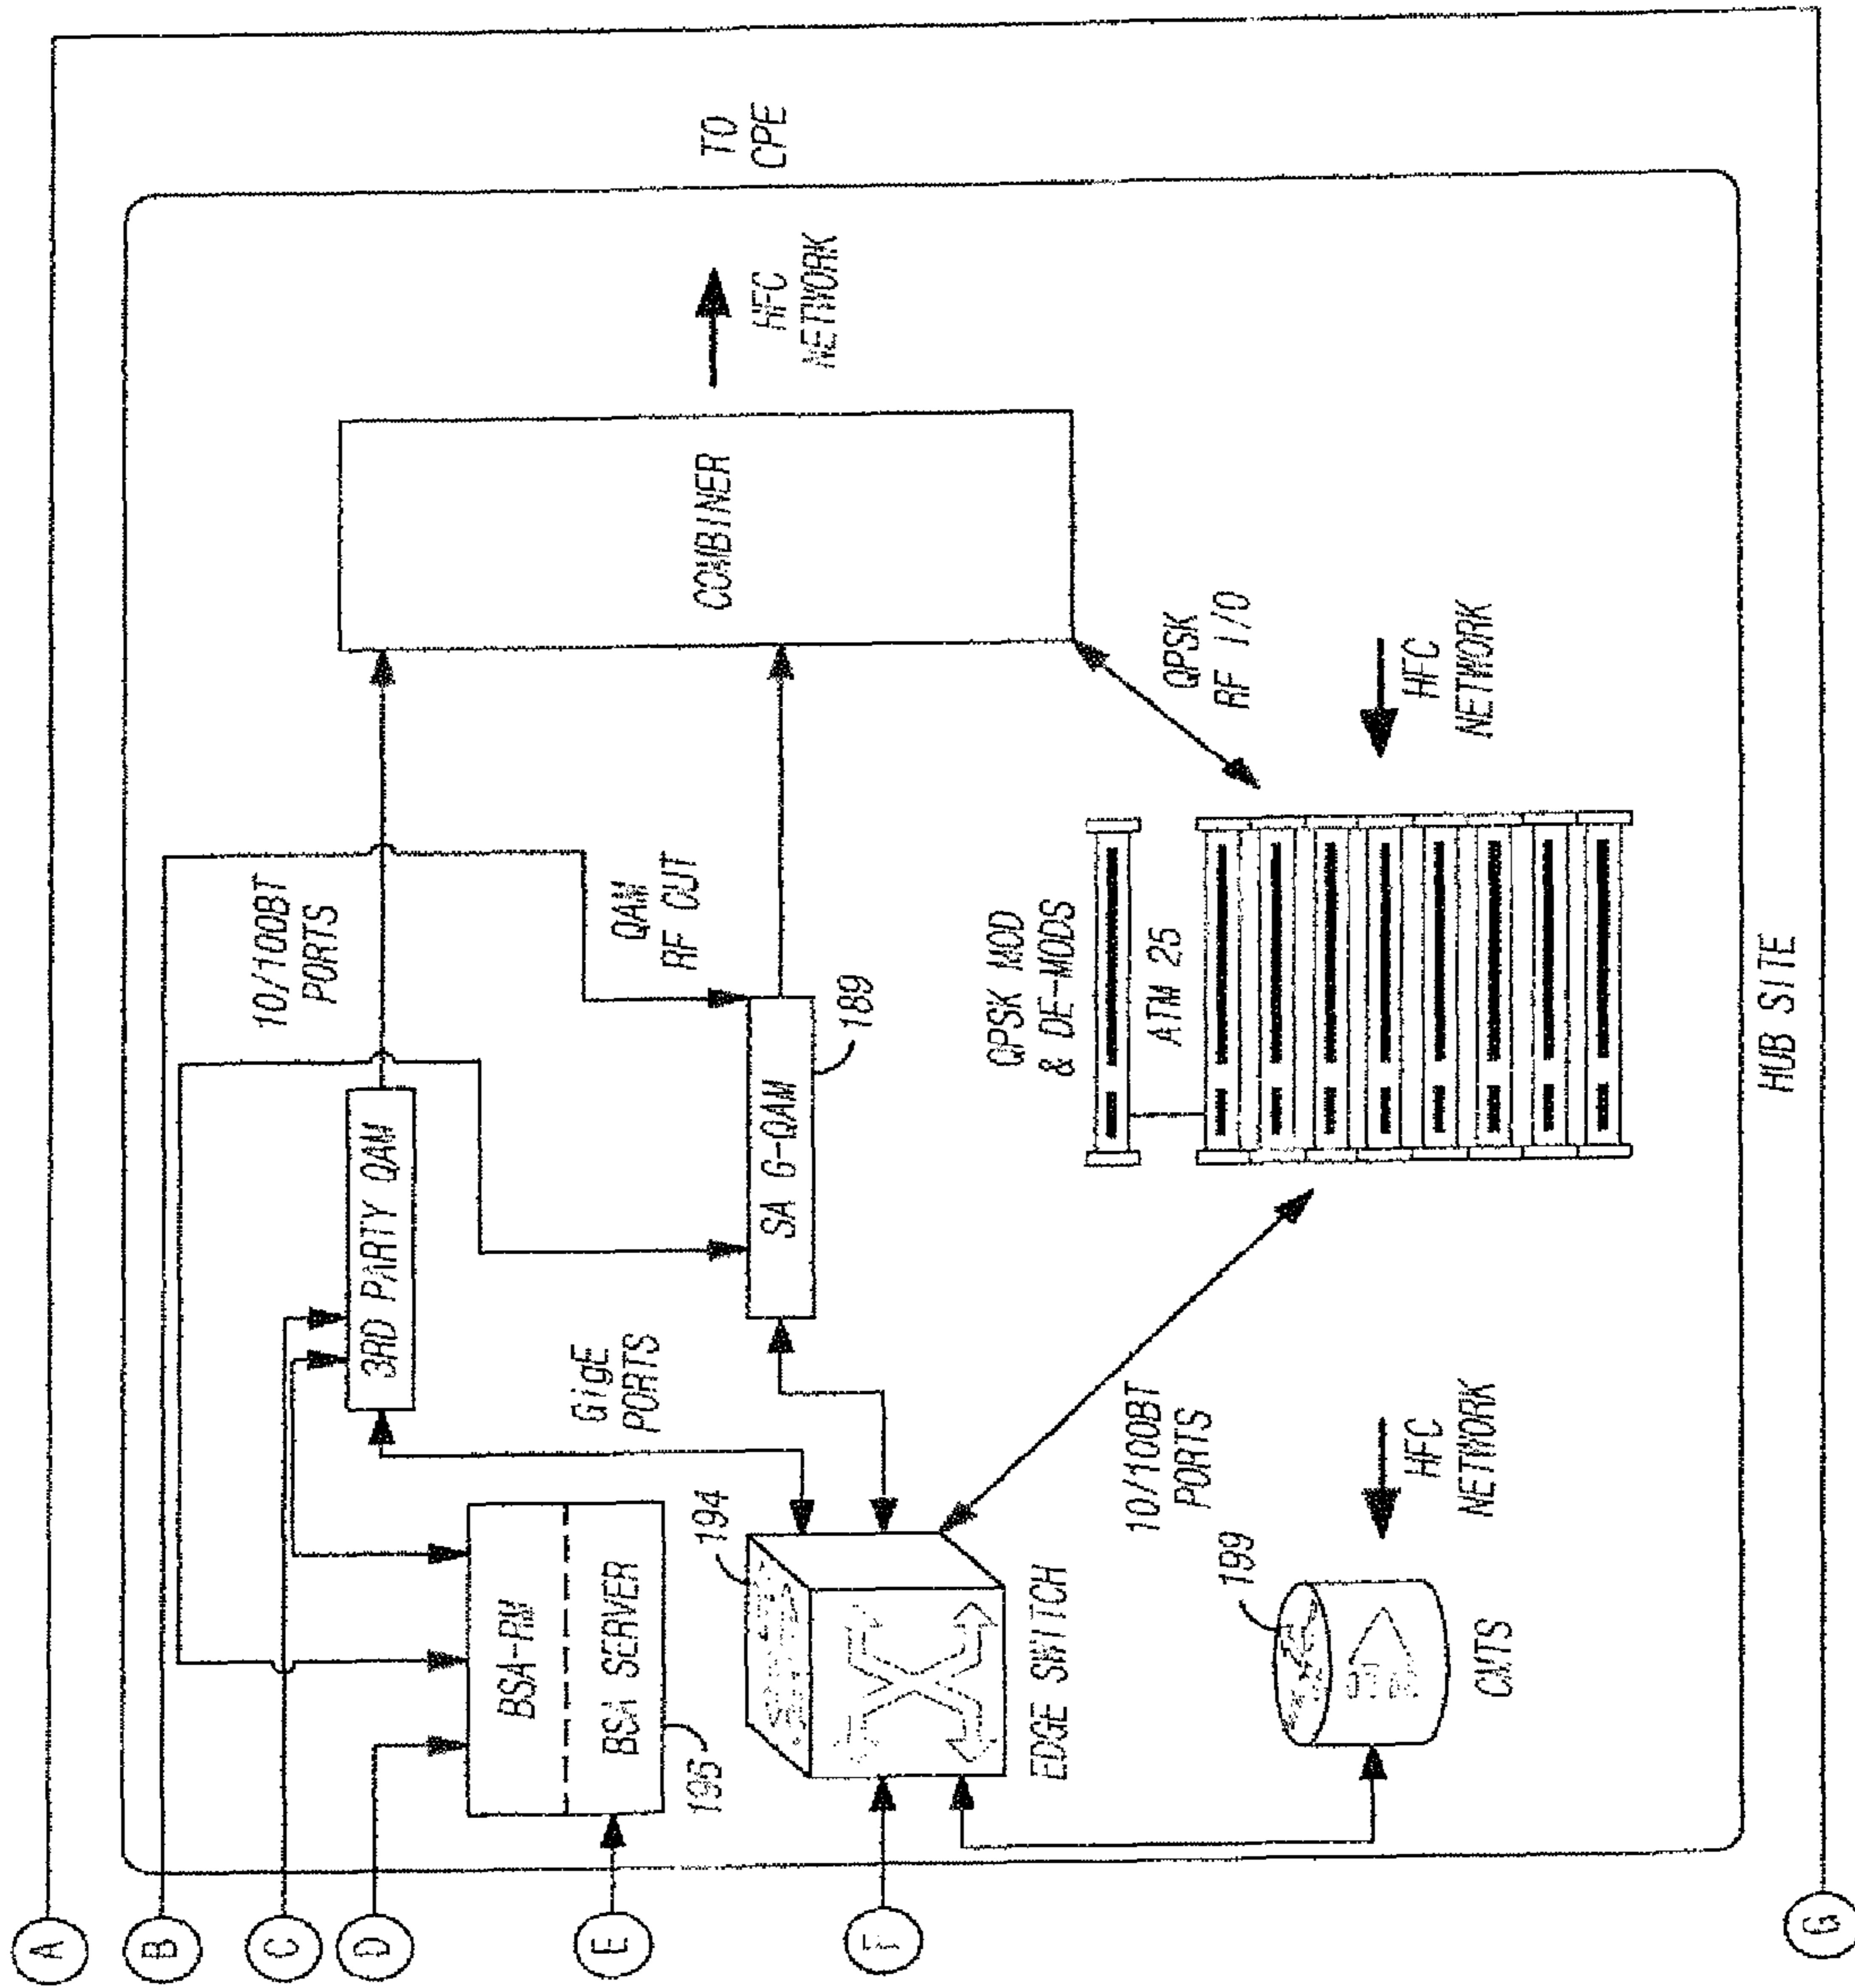 A
B
C
D
E
F
G
TO
CPE
HFC
NETWORK
COMBINER
10/100BT
PORTS
QAM
RF OUT
3RD PARTY QAM
SA G-QAM
189
GigE
PORTS
BSA-RM
BSA SERVER
195
194
EDGE SWITCH
QPSK
RF I/O
QPSK MOD
& DE-MODS
ATM 25
HFC
NETWORK
10/100BT
PORTS
199
CMTS
HFC
NETWORK
HUB SITE